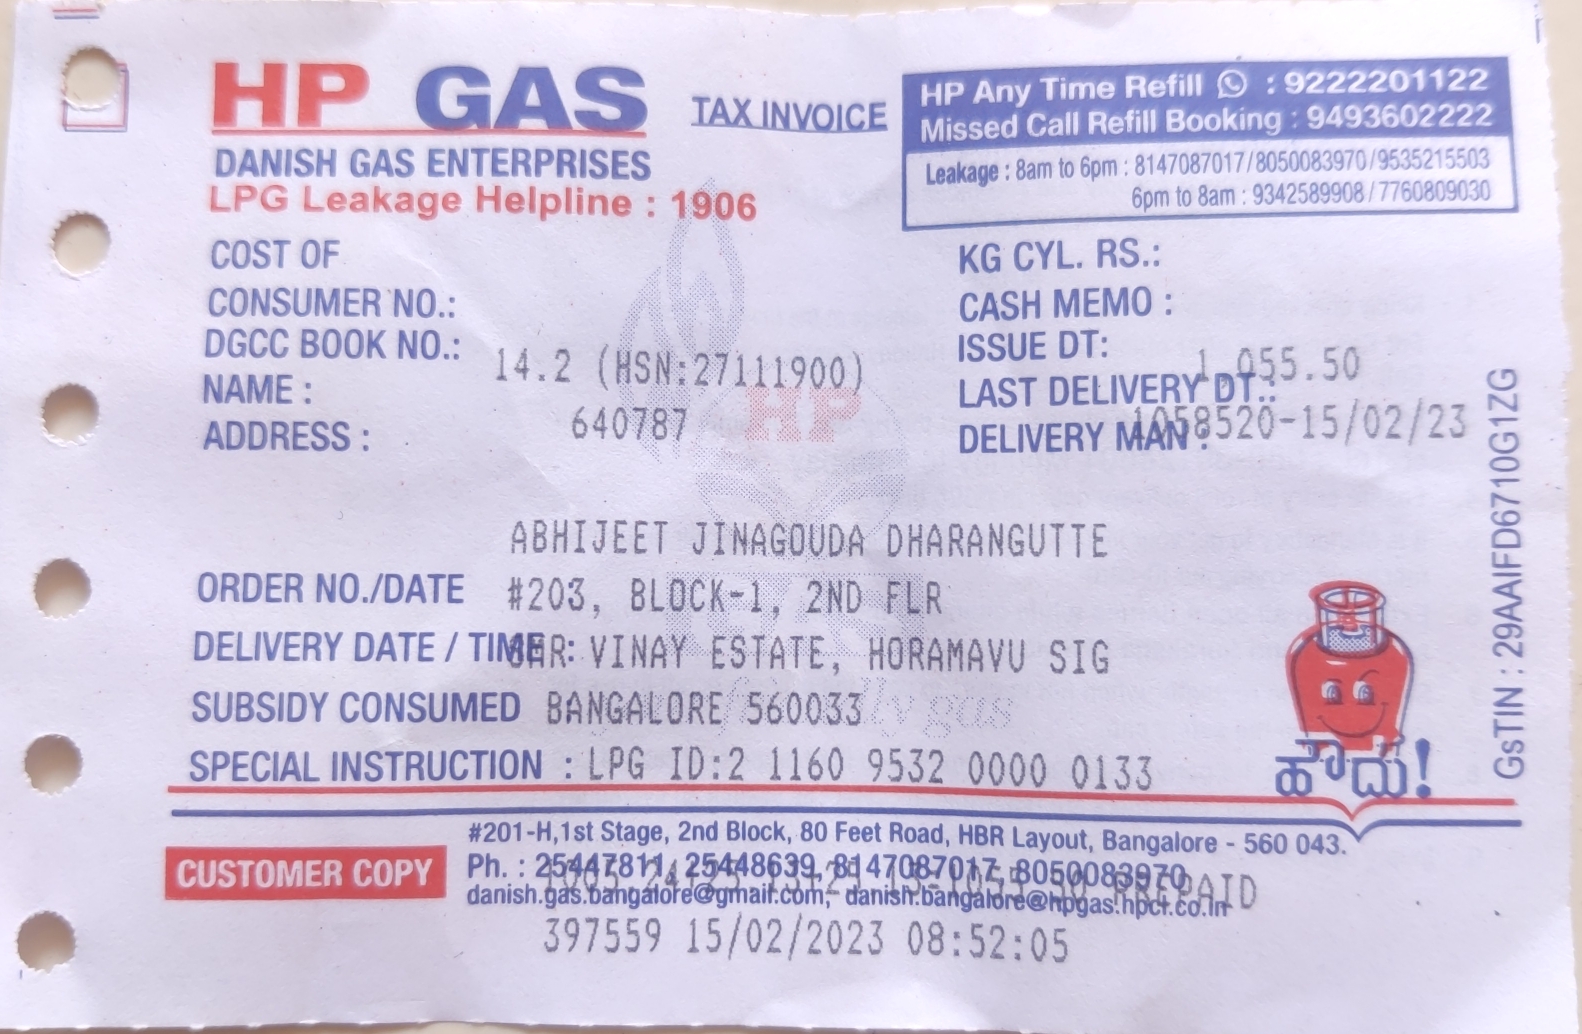 HP GAS
TAX INVOICE
HP Any Time Refill : 9222201122
Missed Call Refill Booking : 9493602222
DANISH GAS ENTERPRISES
LPG Leakage Helpline : 1906
Leakage : 8am to 6pm : 8147087017/8050083970/9535215503
6pm to 8am : 9342589908/7760809030
COST OF
KG CYL. RS.:
CONSUMER NO.:
CASH MEMO :
DGCC BOOK NO.:
ISSUE DT:
14.2 (HSN:27111900)
1 055.50
NAME :
LAST DELIVERY DT.:
640787
1058520-15/02/23
ADDRESS :
DELIVERY MAN :
HP
GAS
ABHIJEET JINAGOUDA DHARANGUTTE
ORDER NO./DATE
#203, BLOCK-1, 2ND FLR
DELIVERY DATE / TIME :
VINAY ESTATE, HORAMAVU SIG
SUBSIDY CONSUMED
BANGALORE 560033
gas
SPECIAL INSTRUCTION :
LPG ID:2 1160 9532 0000 0133
ಹೌದು!
GsTIN : 29AAIFD6710G1ZG
#201-H,1st Stage, 2nd Block, 80 Feet Road, HBR Layout, Bangalore - 560 043.
CUSTOMER COPY
Ph. : 25447811, 25448639, 8147087017, 8050083970
PREPAID
danish.gas.bangalore@gmail.com, danish.bangalore@hpgas.hpcl.co.in
397559 15/02/2023 08:52:05